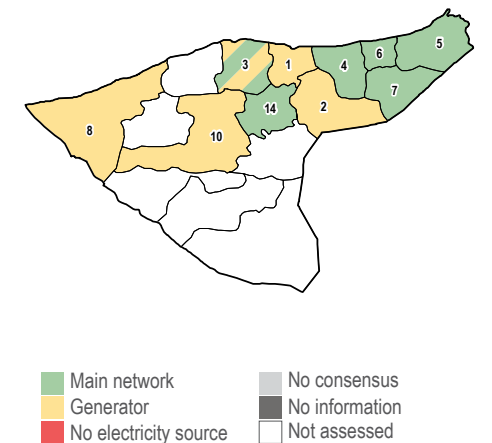 5
6
3
1
4
7
14
2
8
10
Main network
No consensus
Generator
No information
No electricity source
Not assessed